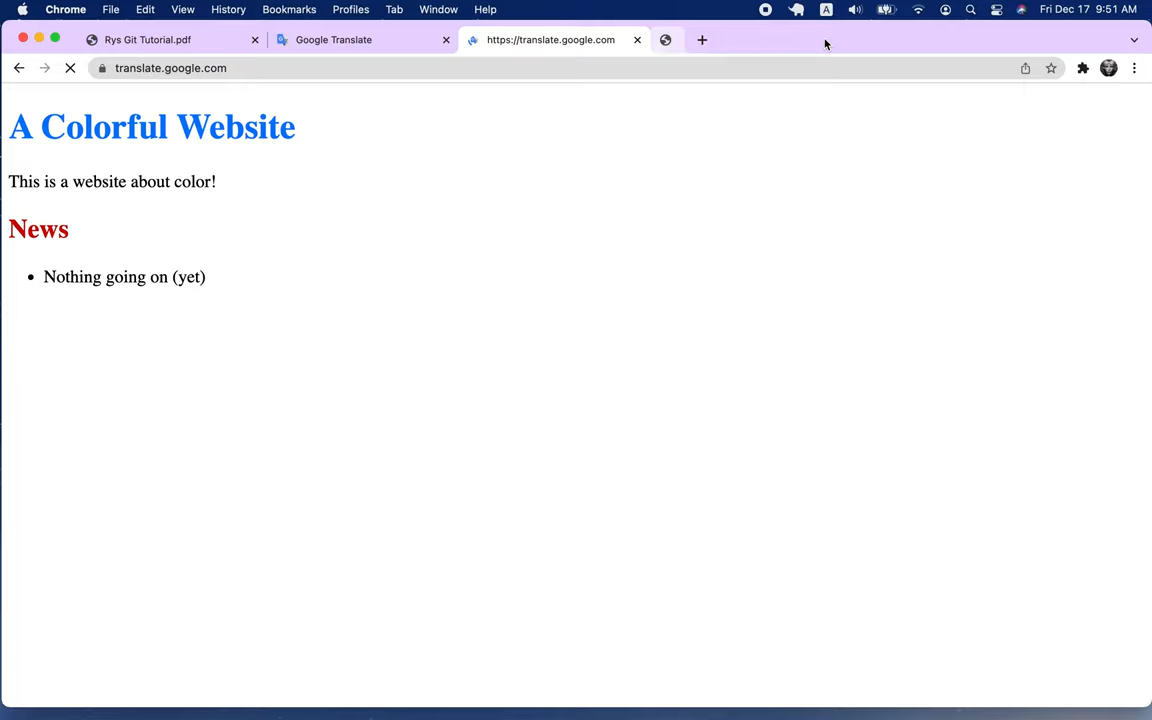 Chrome File Edit View History Bookmarks Profiles Tab Window Help A Fri Dec 17 9:51 AM
Rys Git Tutorial.pdf Google Translate https://translate.google.com
translate.google.com
A Colorful Website
This is a website about color!
News
• Nothing going on (yet)